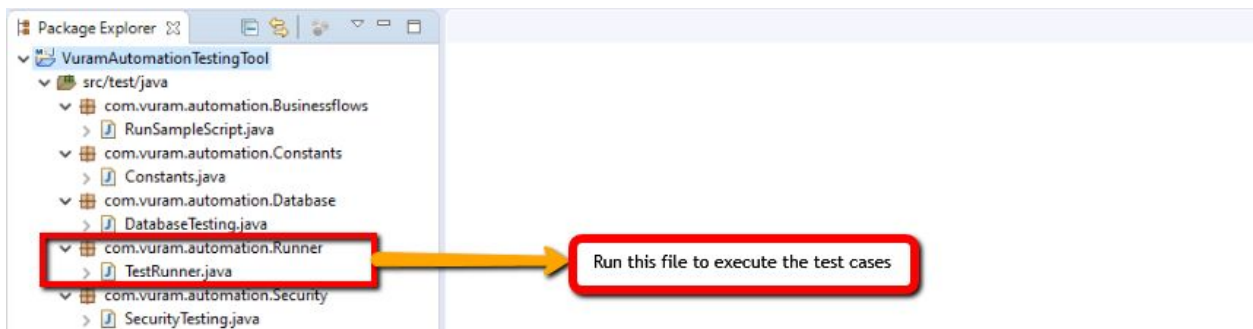 Package Explorer
VuramAutomationTestingTool
src/test/java
com.vuram.automation.Businessflows
RunSampleScript.java
com.vuram.automation.Constants
Constants.java
com.vuram.automation.Database
DatabaseTesting.java
com.vuram.automation.Runner
TestRunner.java
Run this file to execute the test cases
com.vuram.automation.Security
SecurityTesting.java